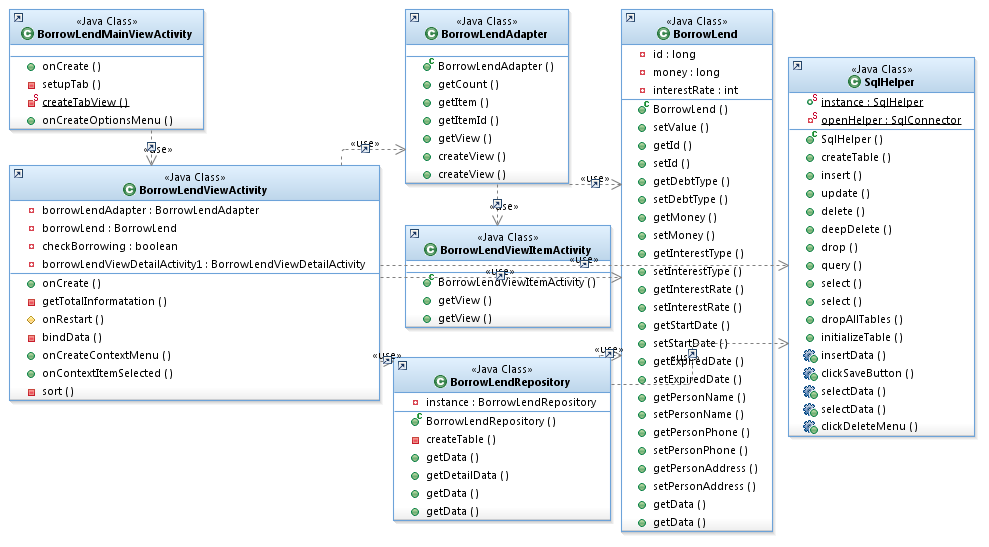 «Java Class»
BorrowLendMainViewActivity
onCreate ()
setupTab ()
createTabView ()
onCreateOptionsMenu ()
«use»
«Java Class»
BorrowLendViewActivity
borrowLendAdapter : BorrowLendAdapter
borrowLend : BorrowLend
checkBorrowing : boolean
borrowLendViewDetailActivity1 : BorrowLendViewDetailActivity
onCreate ()
getTotalInformatation ()
onRestart ()
bindData ()
onCreateContextMenu ()
onContextItemSelected ()
sort ()
«use»
«use»
«use»
«use»
«Java Class»
BorrowLendAdapter
BorrowLendAdapter ()
getCount ()
getItem ()
getItemId ()
getView ()
createView ()
createView ()
«use»
«use»
«Java Class»
BorrowLendViewItemActivity
BorrowLendViewItemActivity ()
getView ()
getView ()
«Java Class»
BorrowLendRepository
instance : BorrowLendRepository
BorrowLendRepository ()
createTable ()
getData ()
getDetailData ()
getData ()
getData ()
«use»
«use»
«Java Class»
BorrowLend
id : long
money : long
interestRate : int
BorrowLend ()
setValue ()
getId ()
setId ()
getDebtType ()
setDebtType ()
getMoney ()
setMoney ()
getInterestType ()
setInterestType ()
getInterestRate ()
setInterestRate ()
getStartDate ()
setStartDate ()
getExpiredDate ()
setExpiredDate ()
getPersonName ()
setPersonName ()
getPersonPhone ()
setPersonPhone ()
getPersonAddress ()
setPersonAddress ()
getData ()
getData ()
«Java Class»
SqlHelper
instance : SqlHelper
openHelper : SqlConnector
SqlHelper ()
createTable ()
insert ()
update ()
delete ()
deepDelete ()
drop ()
query ()
select ()
select ()
dropAllTables ()
initializeTable ()
insertData ()
clickSaveButton ()
selectData ()
selectData ()
clickDeleteMenu ()